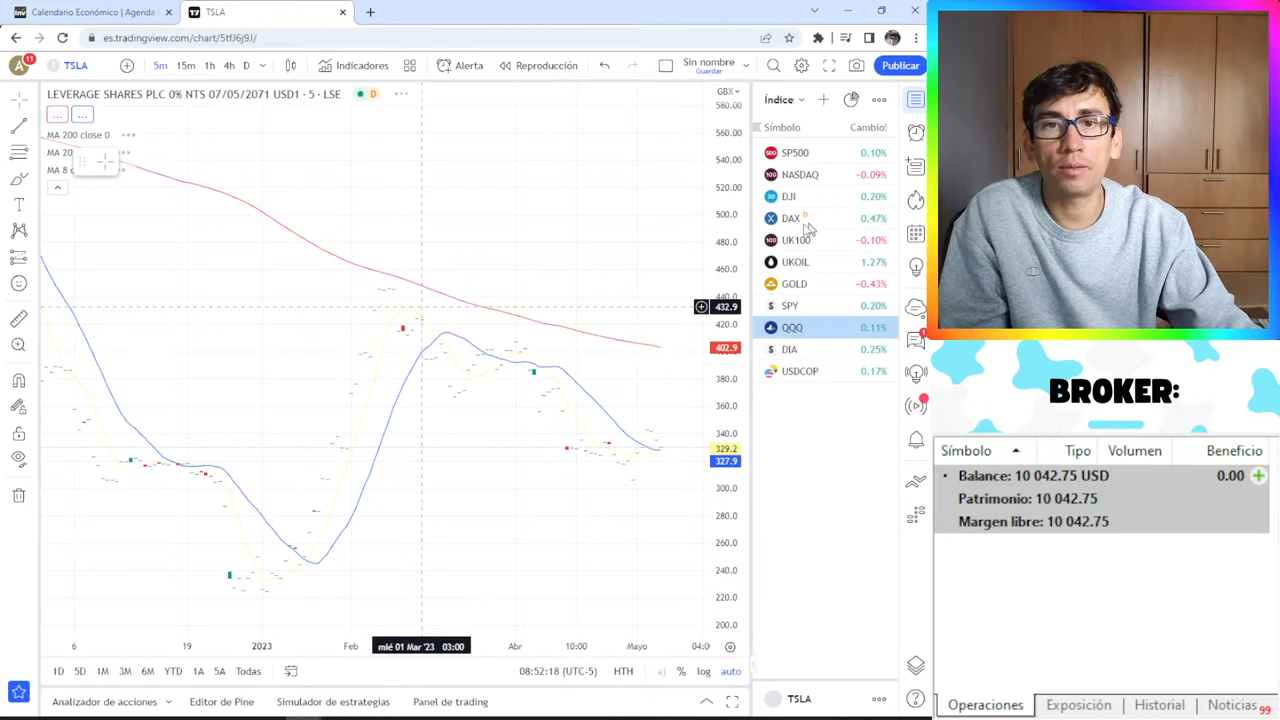 Calendario Económico | Agenda
TSLA
es.tradingview.com/chart/5tfJ6j9J/
A
11
TSLA
5m 15m 1h 4h D
Indicadores
Alerta
Reproducción
Sin nombre
Guardar
Publicar
GBX
LEVERAGE SHARES PLC 0% NTS
/2071 USD1 · 5 · LSE
D
MA 200 close 0
MA 20
MA 8 c
580.00
560.00
540.00
520.00
500.0
480.0
460.0
440.0
432.9
420.0
402.9
380.0
360.0
340.0
329.2
327.9
300.0
280.0
260.0
240.0
220.0
200.0
6 19 2023 Feb
mié 01 Mar '23 03:00
Abr 10:00 Mayo 04:00
1D 5D 1M 3M 6M YTD 1A 5A Todas
08:52:18 (UTC-5) HTH % log auto
Analizador de acciones
Editor de Pine
Simulador de estrategias
Panel de trading
Índice
Símbolo Cambio%
SP500 0.10%
NASDAQ −0.09%
DJI 0.20%
DAX D 0.47%
UK100 −0.10%
UKOIL 1.27%
GOLD −0.43%
SPY 0.20%
QQQ 0.11%
DIA 0.25%
USDCOP 0.17%
TSLA
BROKER:
Símbolo Tipo Volumen Beneficio
Balance: 10 042.75 USD 0.00
Patrimonio: 10 042.75
Margen libre: 10 042.75
Operaciones Exposición Historial Noticias 99